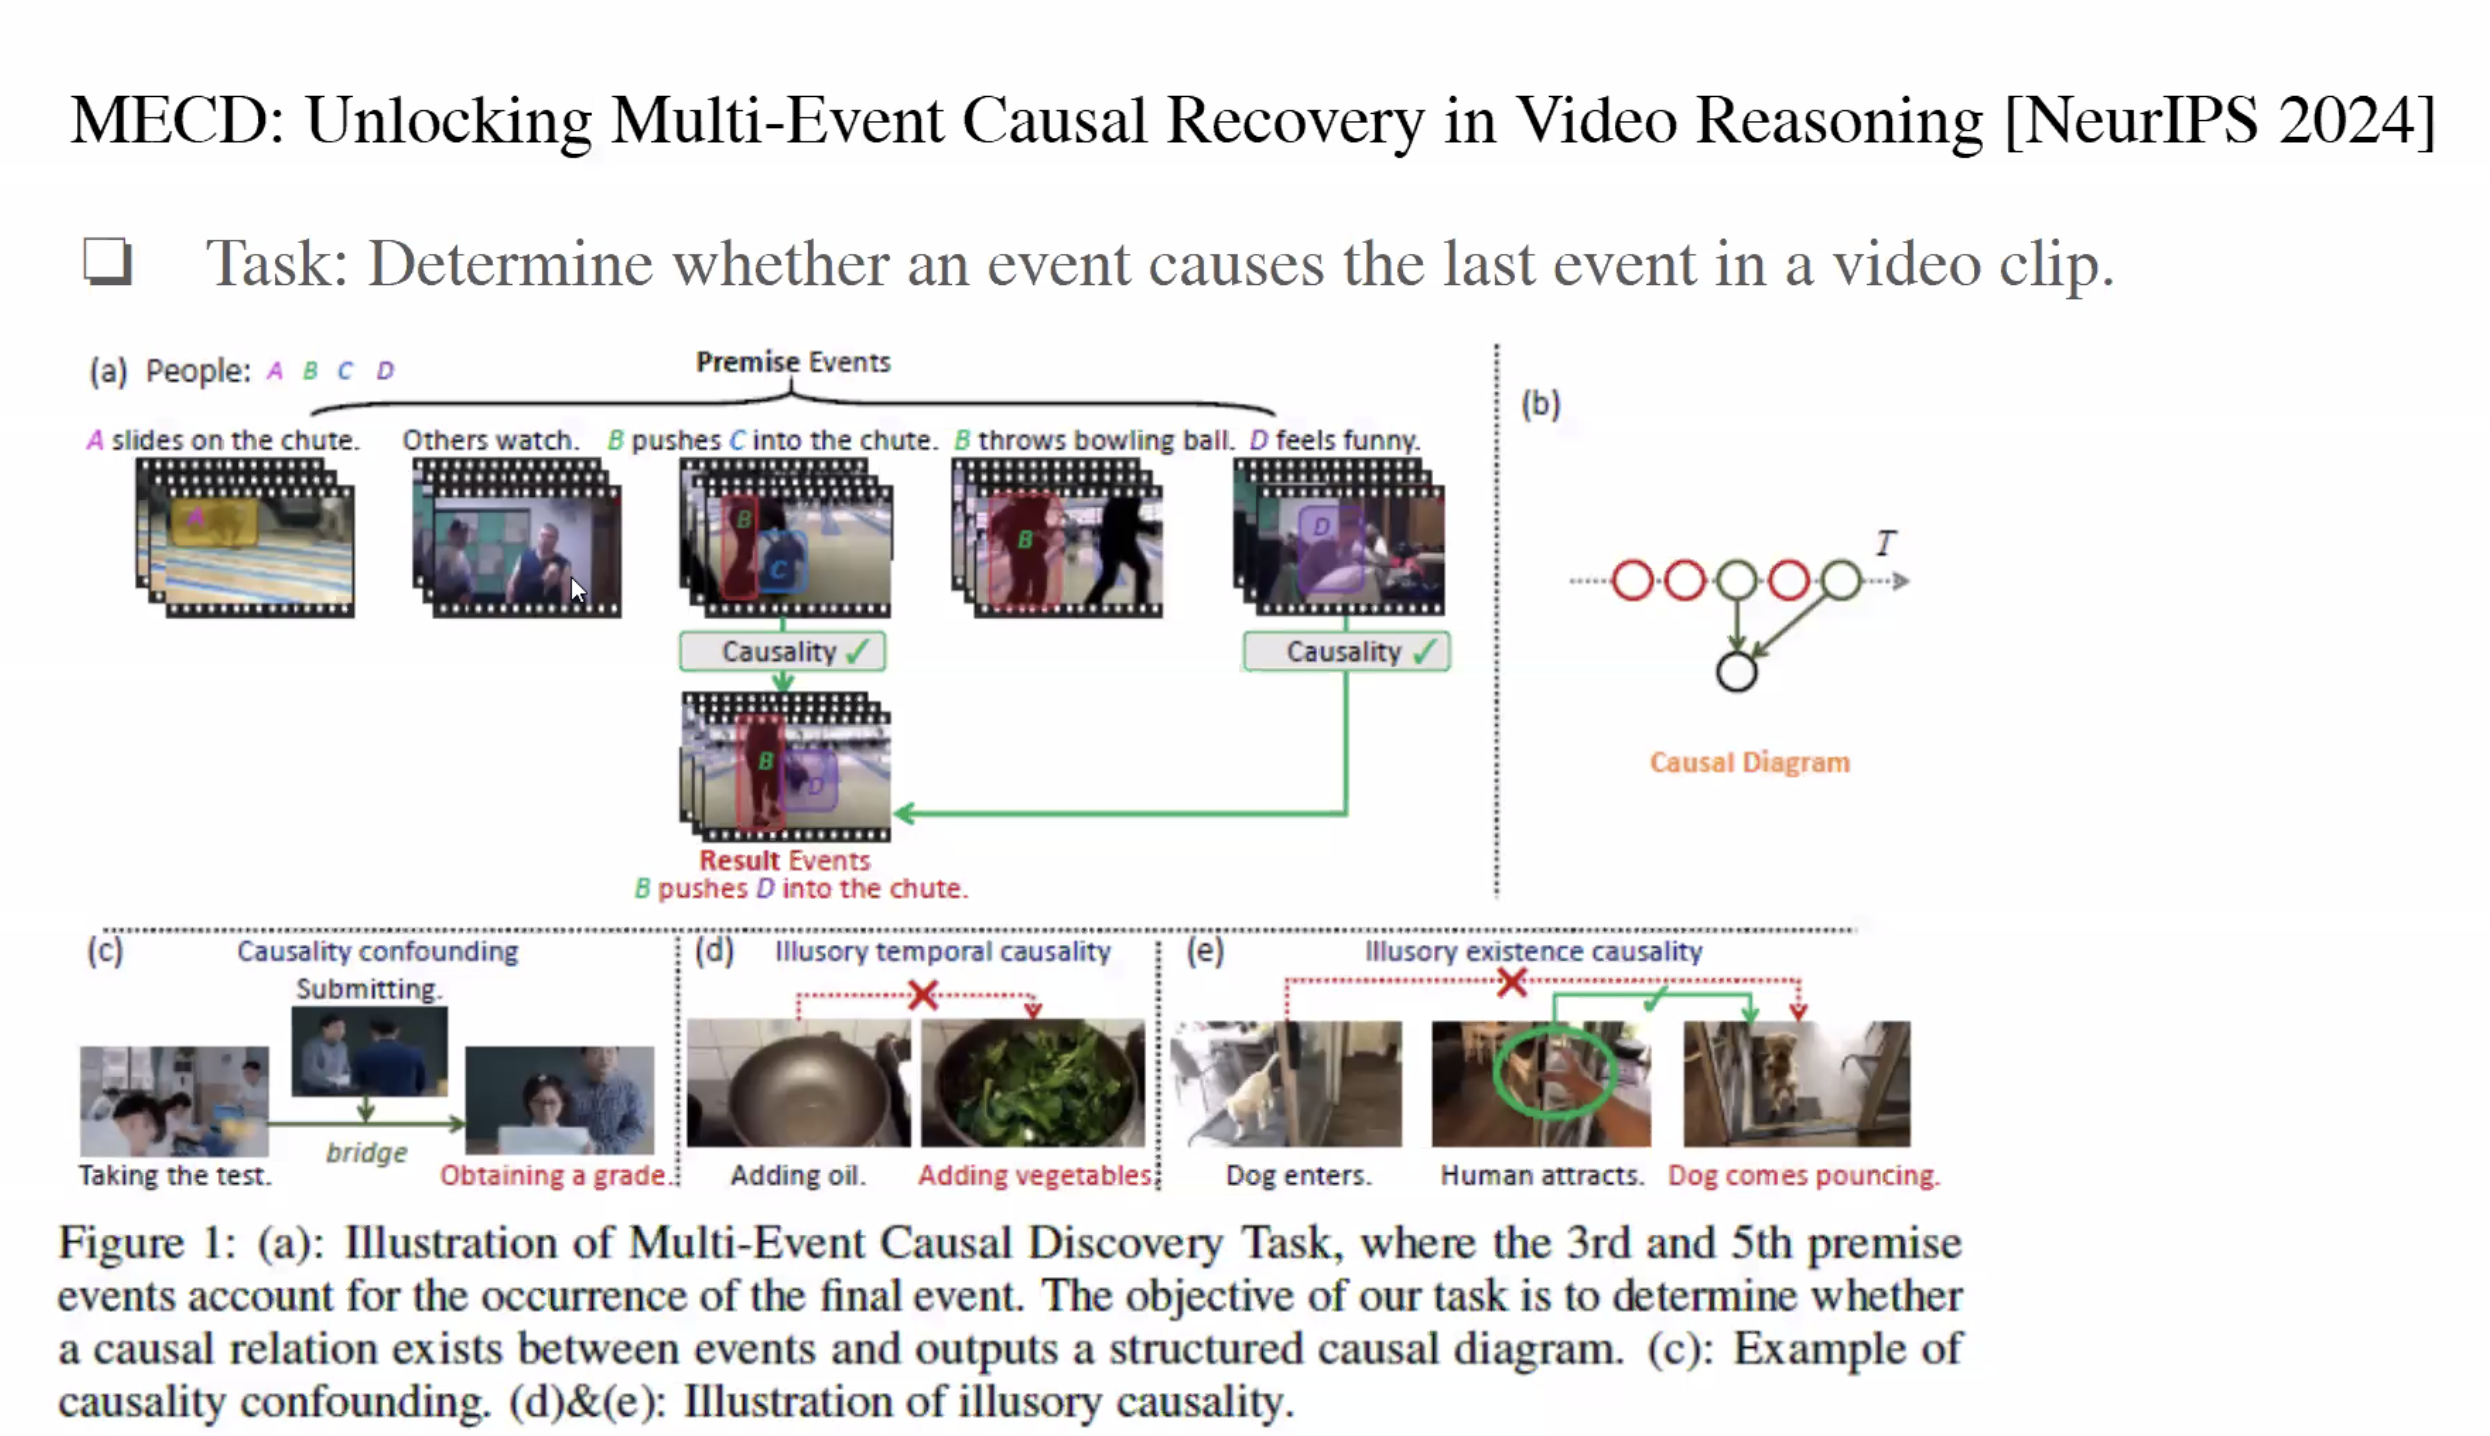 MECD: Unlocking Multi-Event Causal Recovery in Video Reasoning [NeurIPS 2024]
❑ Task: Determine whether an event causes the last event in a video clip.
(a) People: A B C D
Premise Events
A slides on the chute. Others watch. B pushes C into the chute. B throws bowling ball. D feels funny.
A
B
C
B
D
Causality ✓
Causality ✓
B
D
Result Events
B pushes D into the chute.
(b)
T
Causal Diagram
(c) Causality confounding
Submitting.
bridge
Taking the test.
Obtaining a grade.
(d) Illusory temporal causality
Adding oil.
Adding vegetables
(e) Illusory existence causality
Dog enters.
Human attracts.
Dog comes pouncing.
Figure 1: (a): Illustration of Multi-Event Causal Discovery Task, where the 3rd and 5th premise
events account for the occurrence of the final event. The objective of our task is to determine whether
a causal relation exists between events and outputs a structured causal diagram. (c): Example of
causality confounding. (d)&(e): Illustration of illusory causality.